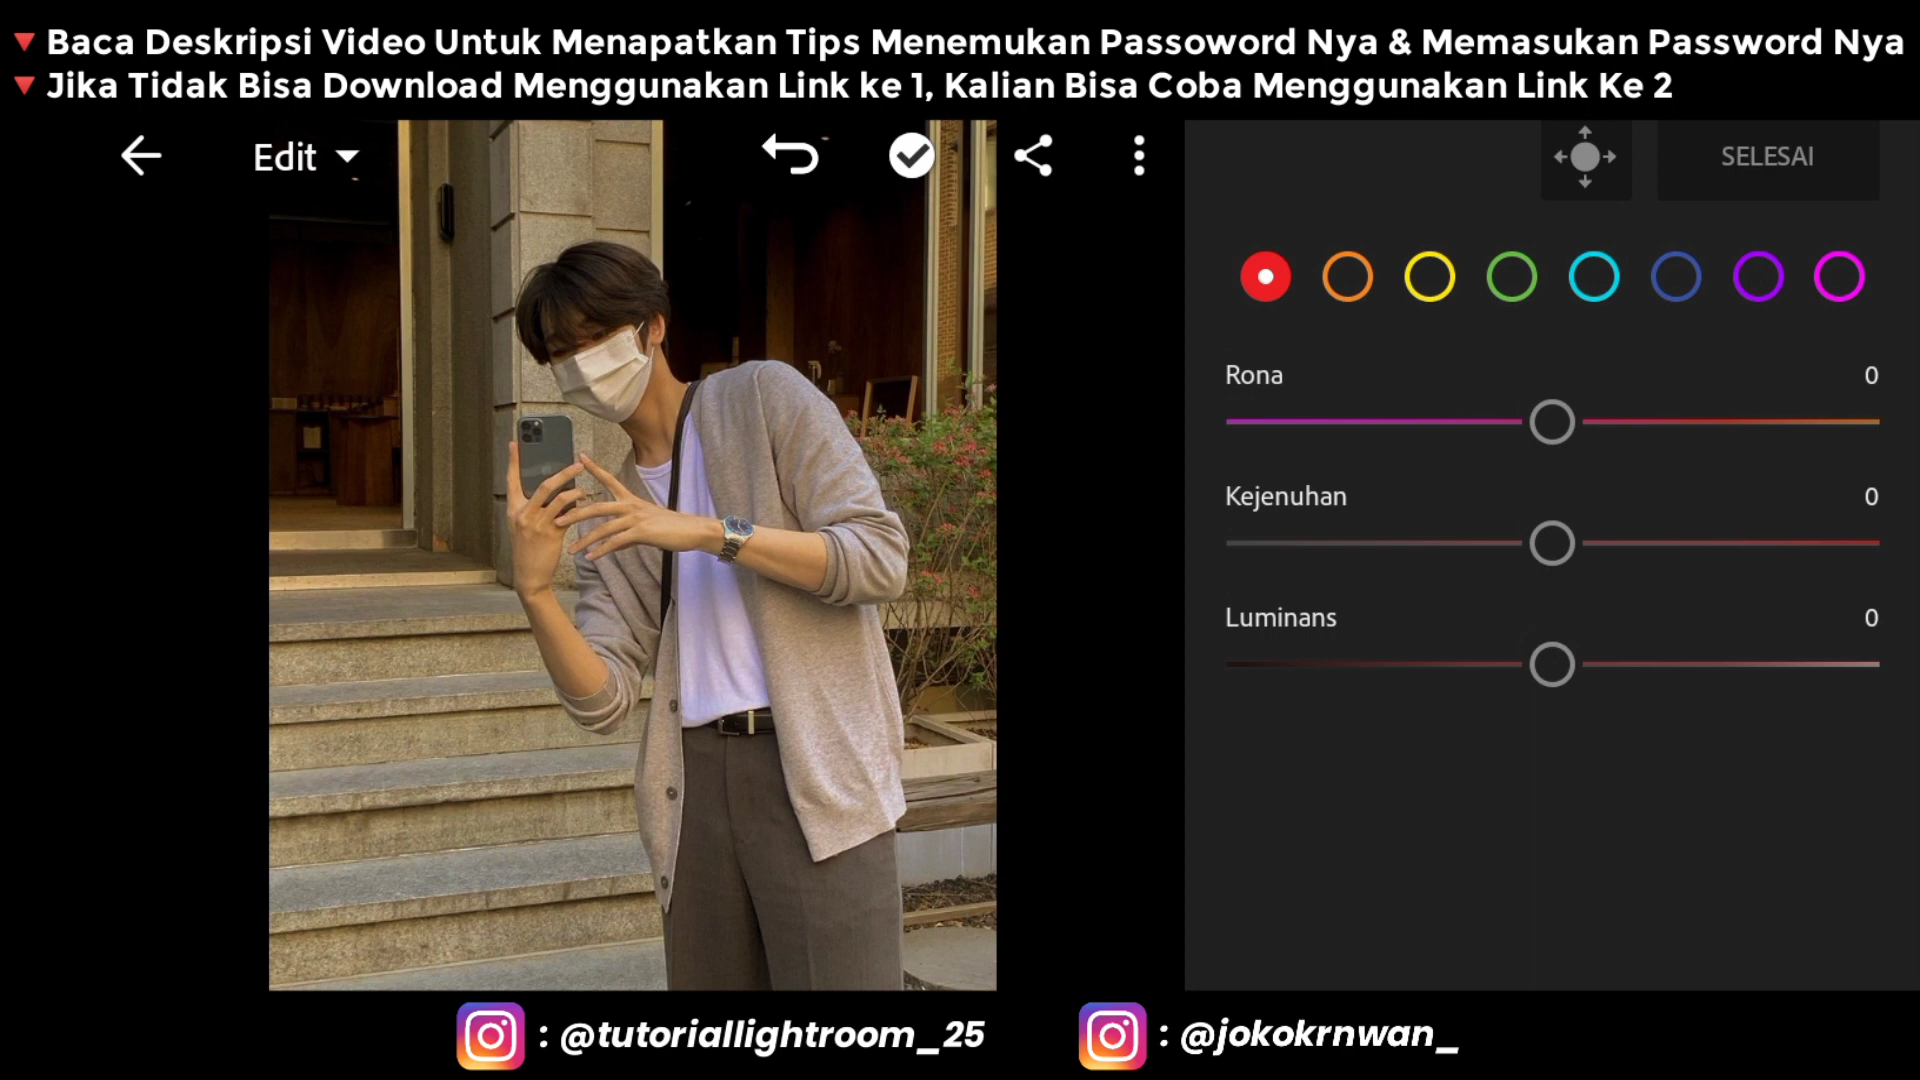 Baca Deskripsi Video Untuk Menapatkan Tips Menemukan Passoword Nya & Memasukan Password Nya
Jika Tidak Bisa Download Menggunakan Link ke 1, Kalian Bisa Coba Menggunakan Link Ke 2
Edit
SELESAI
Rona 0
Kejenuhan 0
Luminans 0
: @tutoriallightroom_25 : @jokokrnwan_